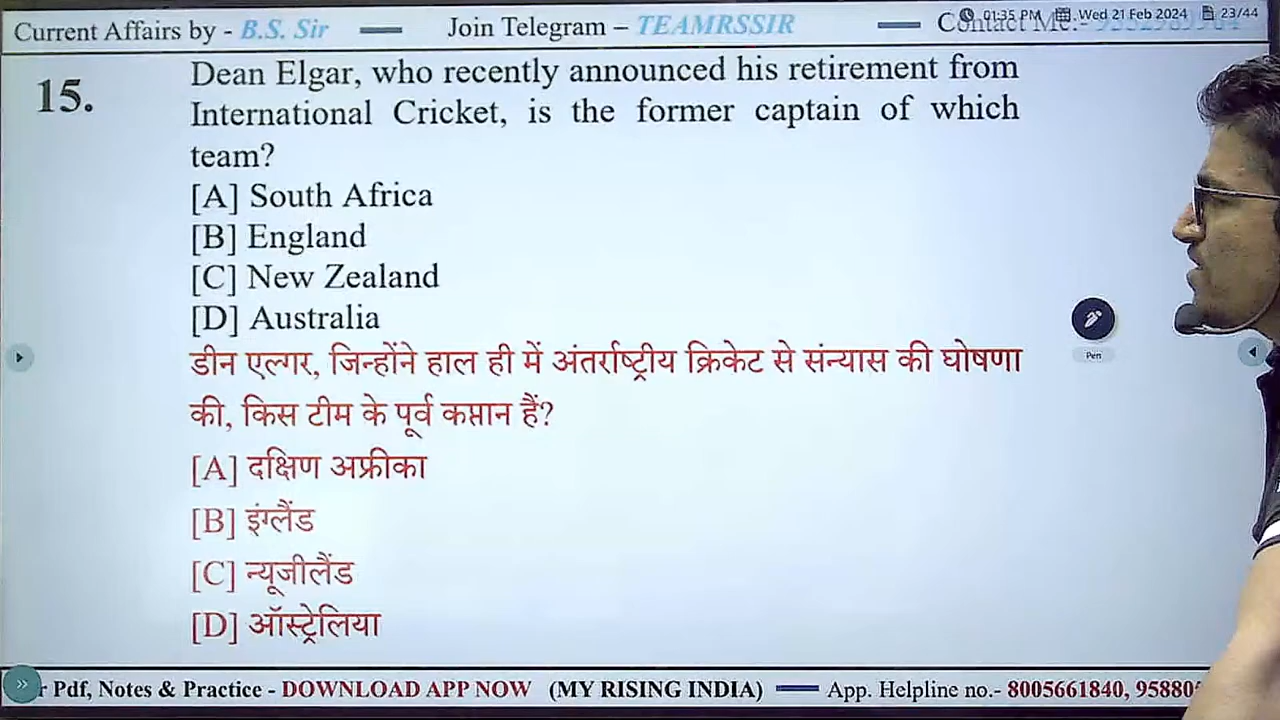 Current Affairs by - B.S. Sir — Join Telegram – TEAMRSSIR — Contact Me.-
01:35 PM Wed 21 Feb 2024 23/44
15. Dean Elgar, who recently announced his retirement from
International Cricket, is the former captain of which
team?
[A] South Africa
[B] England
[C] New Zealand
[D] Australia
डीन एल्गर, जिन्होंने हाल ही में अंतर्राष्ट्रीय क्रिकेट से संन्यास की घोषणा
की, किस टीम के पूर्व कप्तान हैं?
[A] दक्षिण अफ्रीका
[B] इंग्लैंड
[C] न्यूजीलैंड
[D] ऑस्ट्रेलिया
Pen
r Pdf, Notes & Practice - DOWNLOAD APP NOW (MY RISING INDIA) — App. Helpline no.- 8005661840, 95880